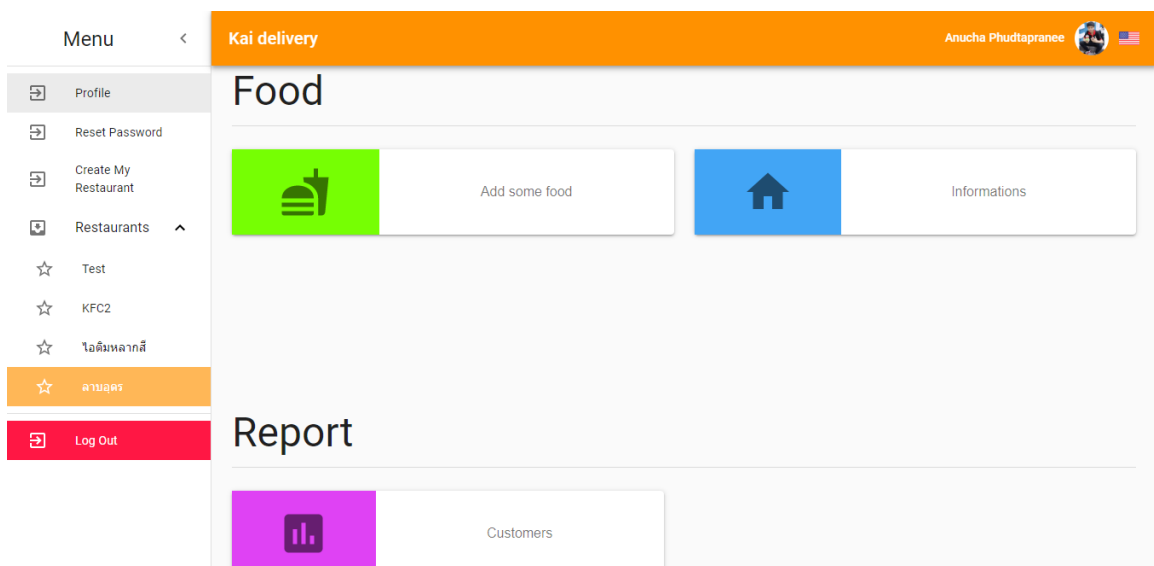 Menu
Kai delivery
Anucha Phudtapranee
Profile
Reset Password
Create My
Restaurant
Restaurants
Test
KFC2
ไอติมหลากสี
ลาบอุดร
Log Out
Food
Add some food
Informations
Report
Customers